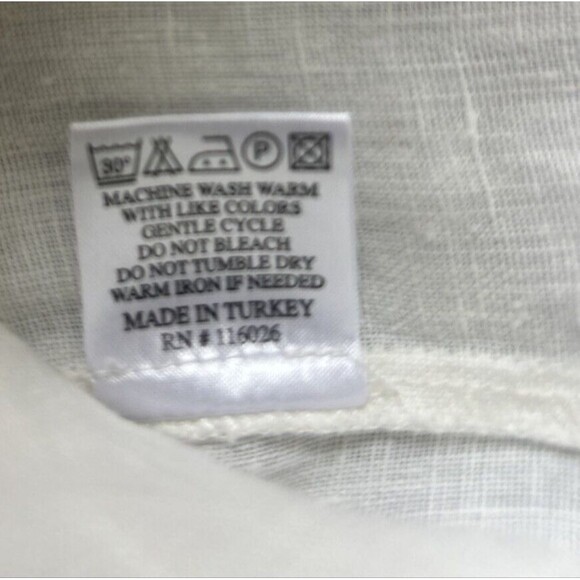 30° P
MACHINE WASH WARM
WITH LIKE COLORS
GENTLE CYCLE
DO NOT BLEACH
DO NOT TUMBLE DRY
WARM IRON IF NEEDED
MADE IN TURKEY
RN # 116026